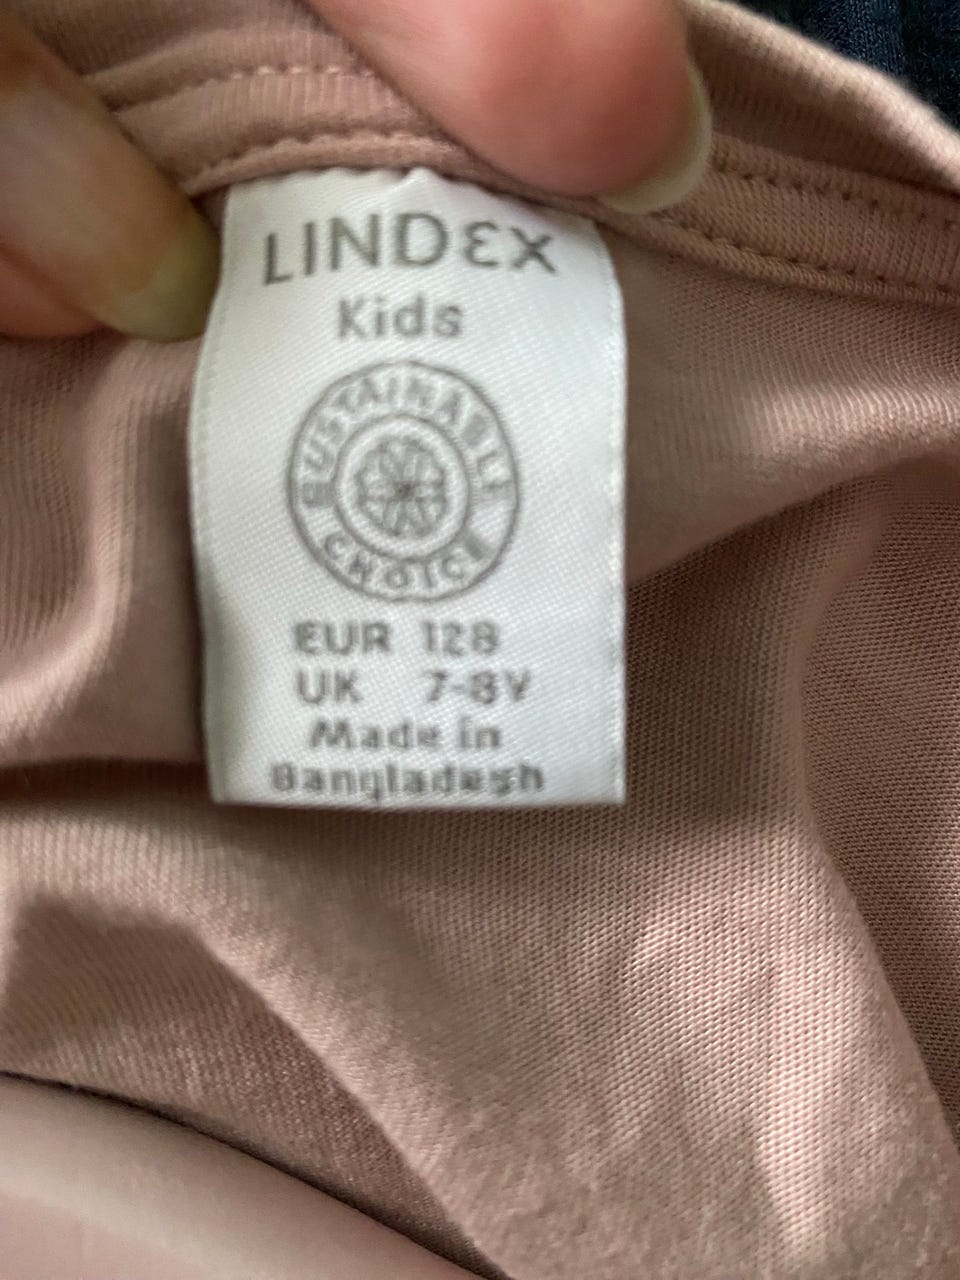 LINDEX
Kids
SUSTAINABLE
CHOICE
EUR 128
UK 7-8Y
Made in
Bangladesh